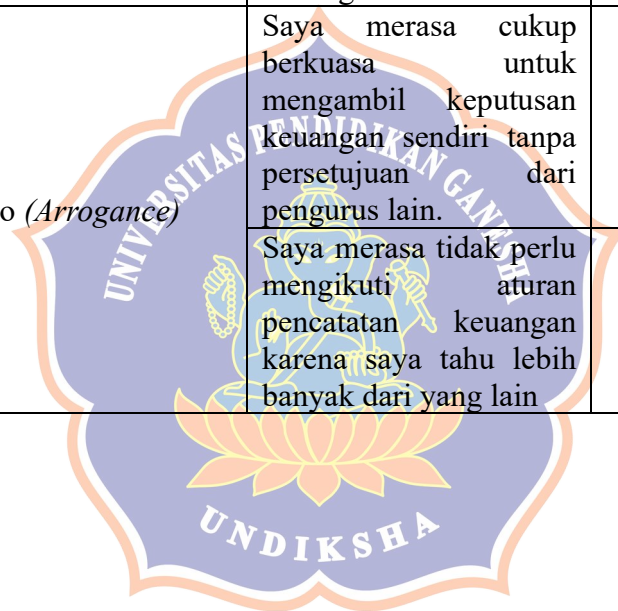 Saya merasa cukup
berkuasa untuk
mengambil keputusan
keuangan sendiri tanpa
persetujuan dari
pengurus lain.
o (Arrogance)
Saya merasa tidak perlu
mengikuti aturan
pencatatan keuangan
karena saya tahu lebih
banyak dari yang lain
UNIVERSITAS PENDIDIKAN GANESHA
UNDIKSHA